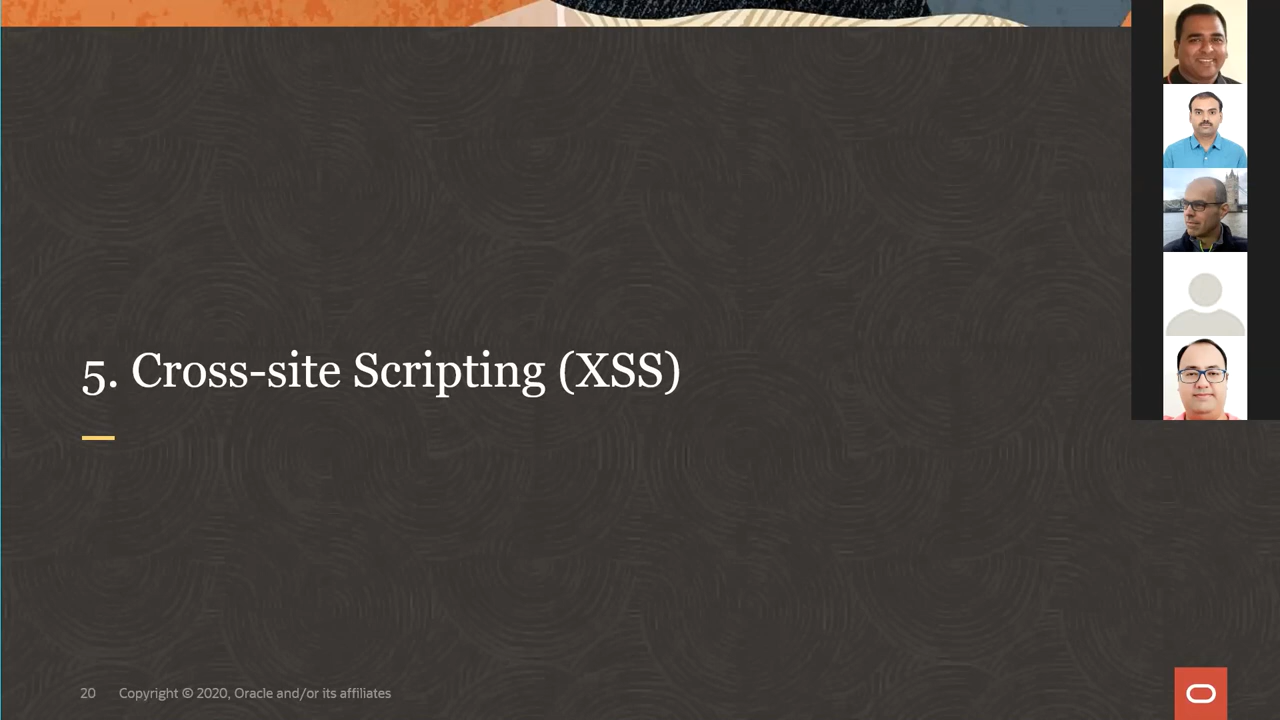 5. Cross-site Scripting (XSS)
20 Copyright © 2020, Oracle and/or its affiliates